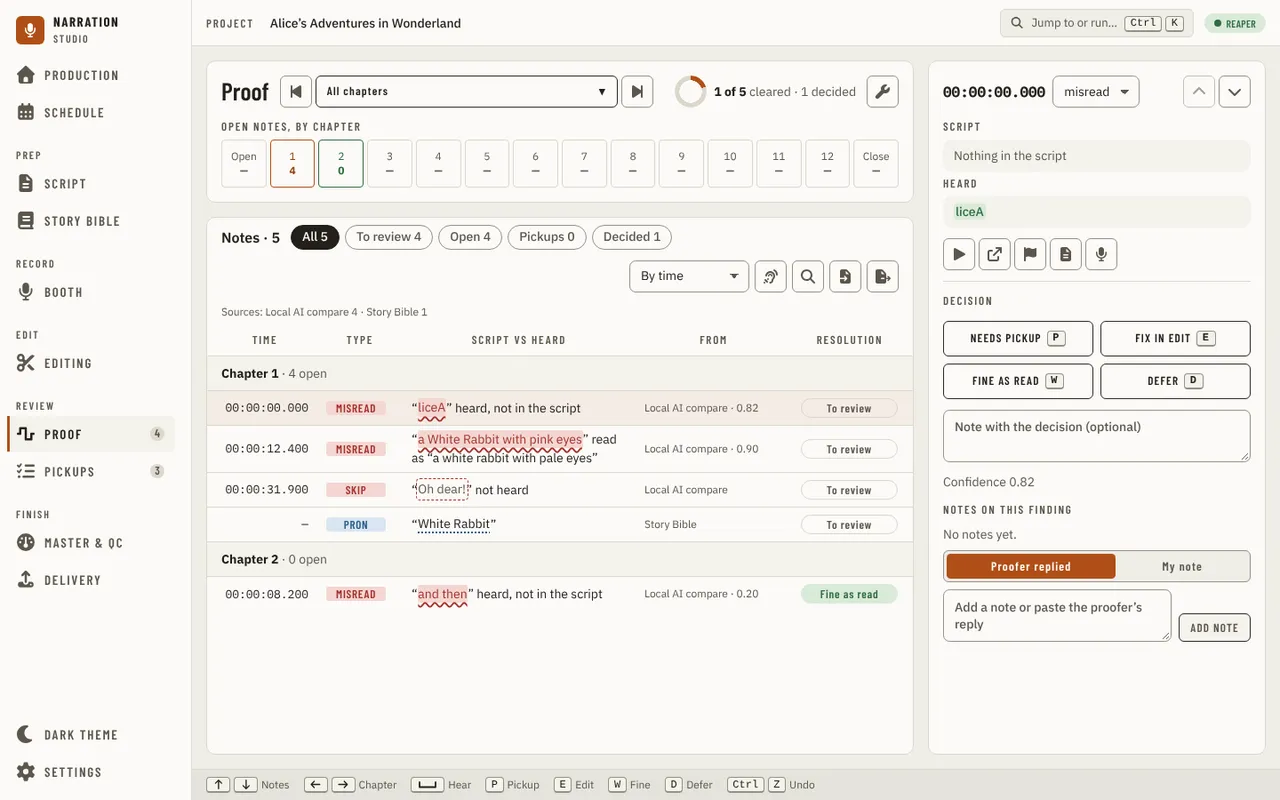 NARRATION
STUDIO
PRODUCTION
SCHEDULE
PREP
SCRIPT
STORY BIBLE
RECORD
BOOTH
EDIT
EDITING
REVIEW
PROOF 4
PICKUPS 3
FINISH
MASTER & QC
DELIVERY
DARK THEME
SETTINGS
PROJECT Alice's Adventures in Wonderland
Jump to or run... Ctrl K
REAPER
Proof
All chapters
1 of 5 cleared · 1 decided
OPEN NOTES, BY CHAPTER
Open 1 2 3 4 5 6 7 8 9 10 11 12 Close
– 4 0 – – – – – – – – – – –
Notes · 5 All 5 To review 4 Open 4 Pickups 0 Decided 1
By time
Sources: Local AI compare 4 · Story Bible 1
TIME TYPE SCRIPT VS HEARD FROM RESOLUTION
Chapter 1 · 4 open
00:00:00.000 MISREAD “liceA” heard, not in the script Local AI compare · 0.82 To review
00:00:12.400 MISREAD “a White Rabbit with pink eyes” read
as “a white rabbit with pale eyes” Local AI compare · 0.90 To review
00:00:31.900 SKIP “Oh dear!” not heard Local AI compare To review
– PRON “White Rabbit” Story Bible To review
Chapter 2 · 0 open
00:00:08.200 MISREAD “and then” heard, not in the script Local AI compare · 0.20 Fine as read
00:00:00.000 misread
SCRIPT
Nothing in the script
HEARD
liceA
DECISION
NEEDS PICKUP P FIX IN EDIT E
FINE AS READ W DEFER D
Note with the decision (optional)
Confidence 0.82
NOTES ON THIS FINDING
No notes yet.
Proofer replied My note
Add a note or paste the proofer's
reply
ADD NOTE
↑ ↓ Notes ← → Chapter Hear P Pickup E Edit W Fine D Defer Ctrl Z Undo